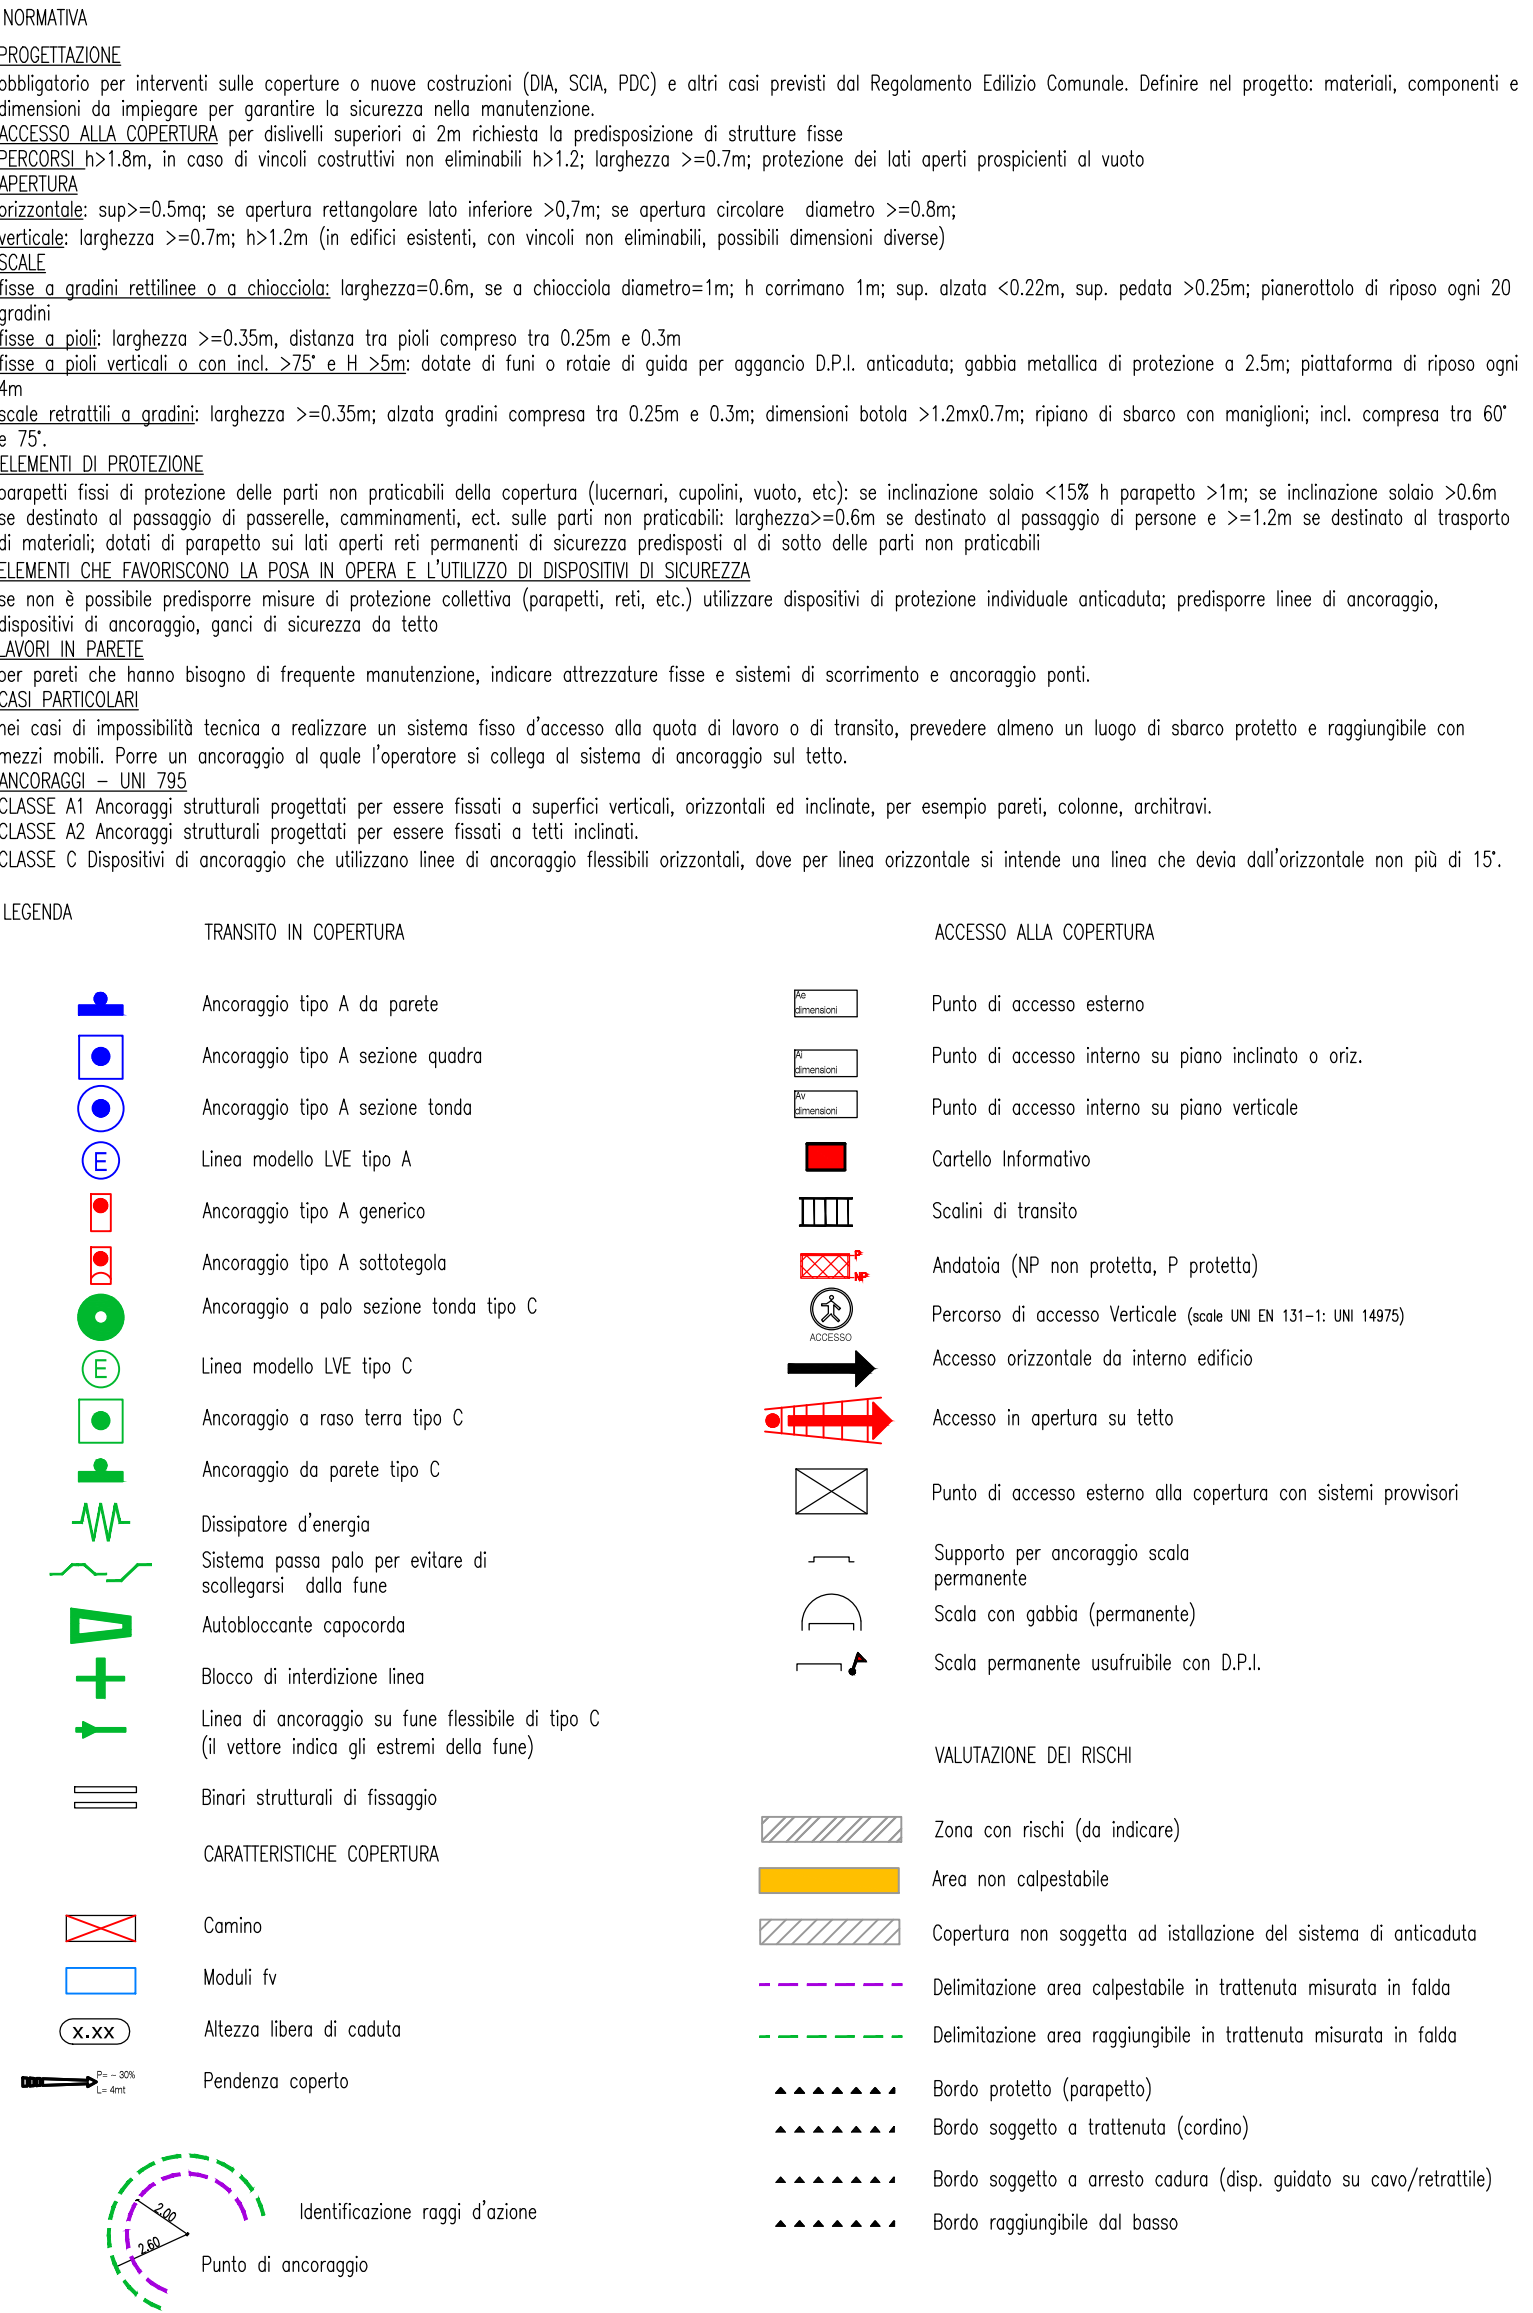 NORMATIVA
PROGETTAZIONE
obbligatorio per interventi sulle coperture o nuove costruzioni (DIA, SCIA, PDC) e altri casi previsti dal Regolamento Edilizio Comunale. Definire nel progetto: materiali, componenti e
dimensioni da impiegare per garantire la sicurezza nella manutenzione.
ACCESSO ALLA COPERTURA per dislivelli superiori ai 2m richiesta la predisposizione di strutture fisse
PERCORSI h>1.8m, in caso di vincoli costruttivi non eliminabili h>1.2; larghezza >=0.7m; protezione dei lati aperti prospicienti al vuoto
APERTURA
orizzontale: sup>=0.5mq; se apertura rettangolare lato inferiore >0,7m; se apertura circolare diametro >=0.8m;
verticale: larghezza >=0.7m; h>1.2m (in edifici esistenti, con vincoli non eliminabili, possibili dimensioni diverse)
SCALE
fisse a gradini rettilinee o a chiocciola: larghezza=0.6m, se a chiocciola diametro=1m; h corrimano 1m; sup. alzata <0.22m, sup. pedata >0.25m; pianerottolo di riposo ogni 20
gradini
fisse a pioli: larghezza >=0.35m, distanza tra pioli compreso tra 0.25m e 0.3m
fisse a pioli verticali o con incl. >75° e H >5m: dotate di funi o rotaie di guida per aggancio D.P.I. anticaduta; gabbia metallica di protezione a 2.5m; piattaforma di riposo ogni
4m
scale retrattili a gradini: larghezza >=0.35m; alzata gradini compresa tra 0.25m e 0.3m; dimensioni botola >1.2mx0.7m; ripiano di sbarco con maniglioni; incl. compresa tra 60°
e 75°.
ELEMENTI DI PROTEZIONE
parapetti fissi di protezione delle parti non praticabili della copertura (lucernari, cupolini, vuoto, etc): se inclinazione solaio <15% h parapetto >1m; se inclinazione solaio >0.6m
se destinato al passaggio di passerelle, camminamenti, ect. sulle parti non praticabili: larghezza>=0.6m se destinato al passaggio di persone e >=1.2m se destinato al trasporto
di materiali; dotati di parapetto sui lati aperti reti permanenti di sicurezza predisposti al di sotto delle parti non praticabili
ELEMENTI CHE FAVORISCONO LA POSA IN OPERA E L'UTILIZZO DI DISPOSITIVI DI SICUREZZA
se non è possibile predisporre misure di protezione collettiva (parapetti, reti, etc.) utilizzare dispositivi di protezione individuale anticaduta; predisporre linee di ancoraggio,
dispositivi di ancoraggio, ganci di sicurezza da tetto
LAVORI IN PARETE
per pareti che hanno bisogno di frequente manutenzione, indicare attrezzature fisse e sistemi di scorrimento e ancoraggio ponti.
CASI PARTICOLARI
nei casi di impossibilità tecnica a realizzare un sistema fisso d'accesso alla quota di lavoro o di transito, prevedere almeno un luogo di sbarco protetto e raggiungibile con
mezzi mobili. Porre un ancoraggio al quale l'operatore si collega al sistema di ancoraggio sul tetto.
ANCORAGGI – UNI 795
CLASSE A1 Ancoraggi strutturali progettati per essere fissati a superfici verticali, orizzontali ed inclinate, per esempio pareti, colonne, architravi.
CLASSE A2 Ancoraggi strutturali progettati per essere fissati a tetti inclinati.
CLASSE C Dispositivi di ancoraggio che utilizzano linee di ancoraggio flessibili orizzontali, dove per linea orizzontale si intende una linea che devia dall'orizzontale non più di 15°.
LEGENDA
TRANSITO IN COPERTURA
Ancoraggio tipo A da parete
Ancoraggio tipo A sezione quadra
Ancoraggio tipo A sezione tonda
E
Linea modello LVE tipo A
Ancoraggio tipo A generico
Ancoraggio tipo A sottotegola
Ancoraggio a palo sezione tonda tipo C
E
Linea modello LVE tipo C
Ancoraggio a raso terra tipo C
Ancoraggio da parete tipo C
Dissipatore d'energia
Sistema passa palo per evitare di
scollegarsi dalla fune
Autobloccante capocorda
Blocco di interdizione linea
Linea di ancoraggio su fune flessibile di tipo C
(il vettore indica gli estremi della fune)
Binari strutturali di fissaggio
CARATTERISTICHE COPERTURA
Camino
Moduli fv
x.xx
Altezza libera di caduta
P= ~ 30%
L= 4mt
Pendenza coperto
2.00
2.60
Identificazione raggi d'azione
Punto di ancoraggio
ACCESSO ALLA COPERTURA
Ae
dimensioni
Punto di accesso esterno
Ai
dimensioni
Punto di accesso interno su piano inclinato o oriz.
Av
dimensioni
Punto di accesso interno su piano verticale
Cartello Informativo
Scalini di transito
P
NP
Andatoia (NP non protetta, P protetta)
ACCESSO
Percorso di accesso Verticale (scale UNI EN 131–1: UNI 14975)
Accesso orizzontale da interno edificio
Accesso in apertura su tetto
Punto di accesso esterno alla copertura con sistemi provvisori
Supporto per ancoraggio scala
permanente
Scala con gabbia (permanente)
Scala permanente usufruibile con D.P.I.
VALUTAZIONE DEI RISCHI
Zona con rischi (da indicare)
Area non calpestabile
Copertura non soggetta ad istallazione del sistema di anticaduta
Delimitazione area calpestabile in trattenuta misurata in falda
Delimitazione area raggiungibile in trattenuta misurata in falda
Bordo protetto (parapetto)
Bordo soggetto a trattenuta (cordino)
Bordo soggetto a arresto cadura (disp. guidato su cavo/retrattile)
Bordo raggiungibile dal basso